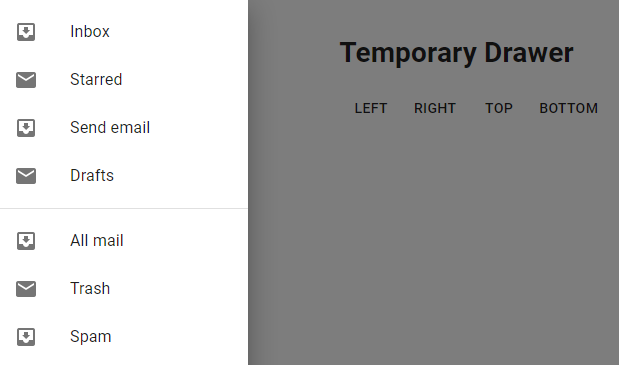 Inbox
Starred
Send email
Drafts
All mail
Trash
Spam
Temporary Drawer
LEFT RIGHT TOP BOTTOM